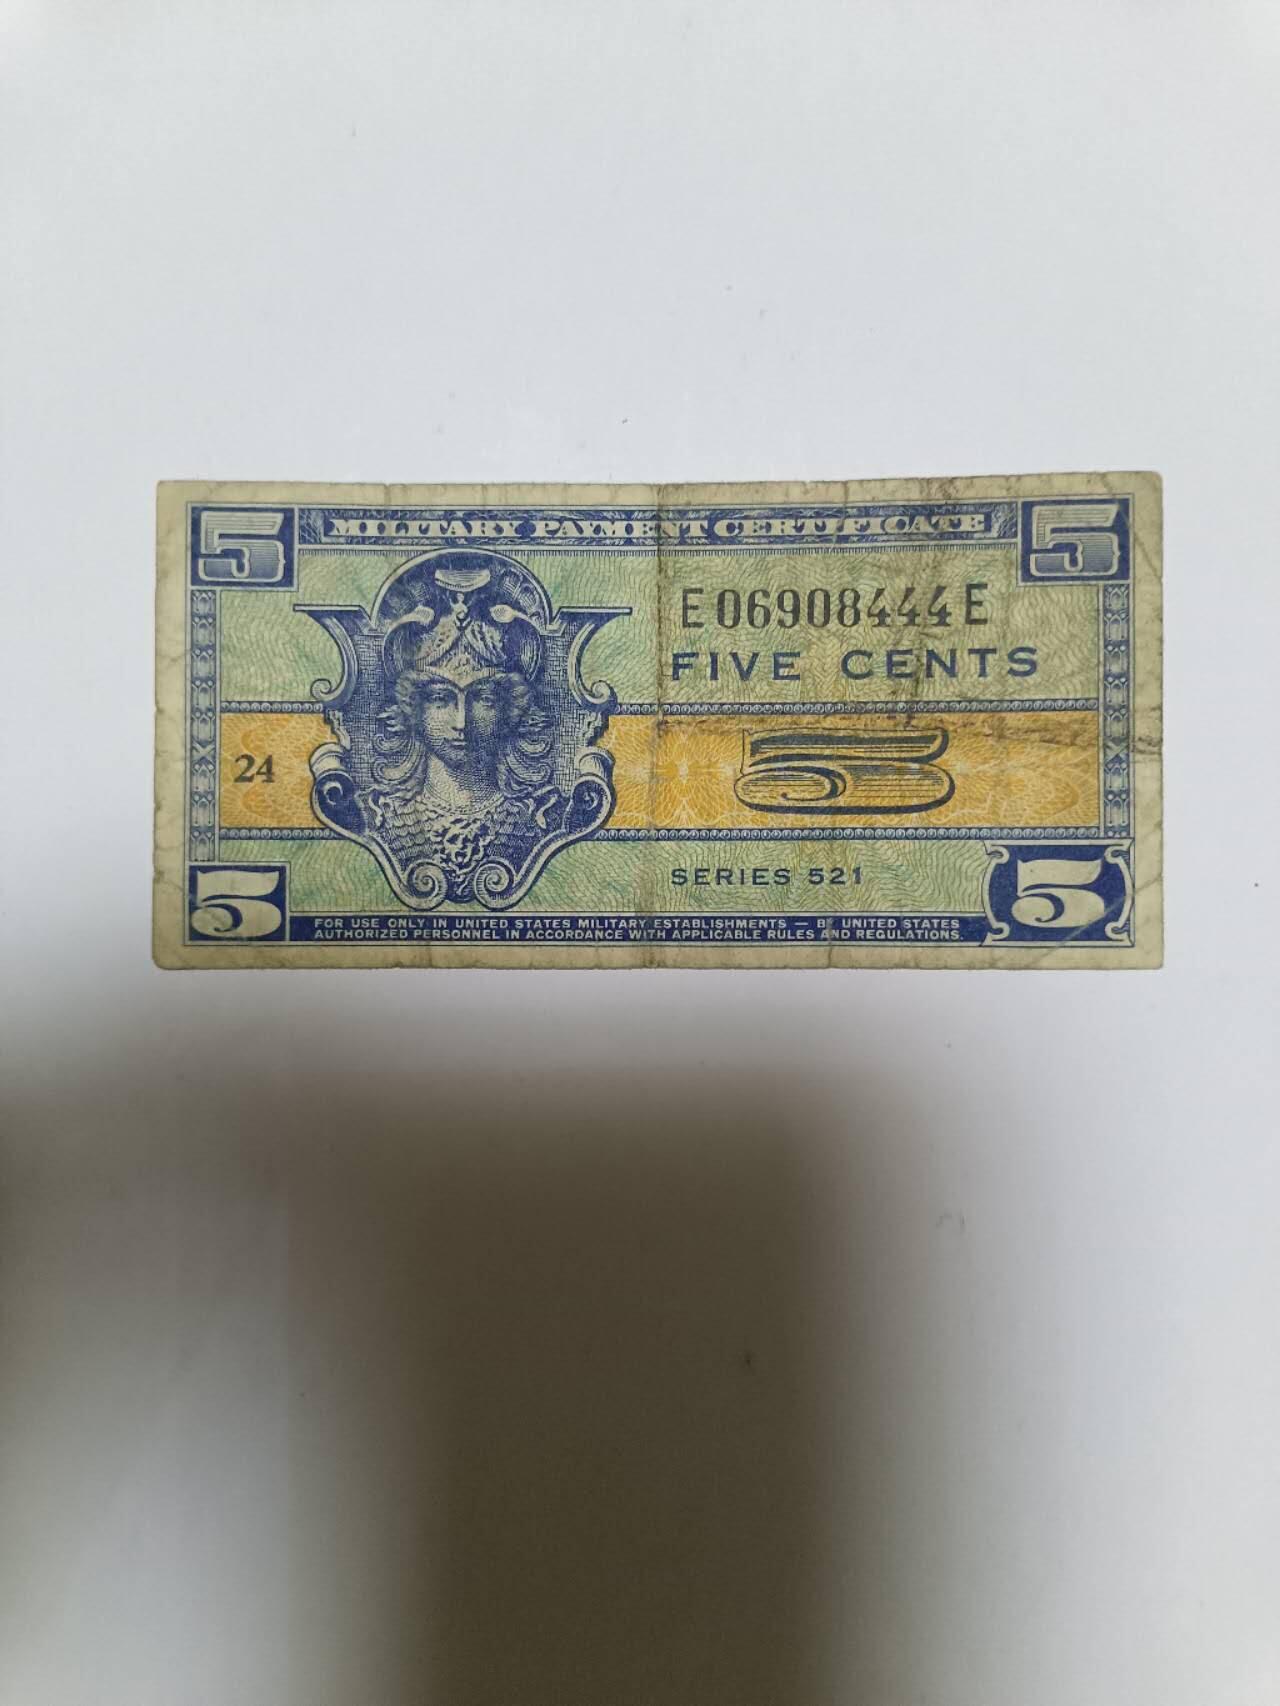 5 MILITARY PAYMENT CERTIFICATE 5
E06908444E
FIVE CENTS
24 5
SERIES 521
5 5
FOR USE ONLY IN UNITED STATES MILITARY ESTABLISHMENTS — BY UNITED STATES
AUTHORIZED PERSONNEL IN ACCORDANCE WITH APPLICABLE RULES AND REGULATIONS.